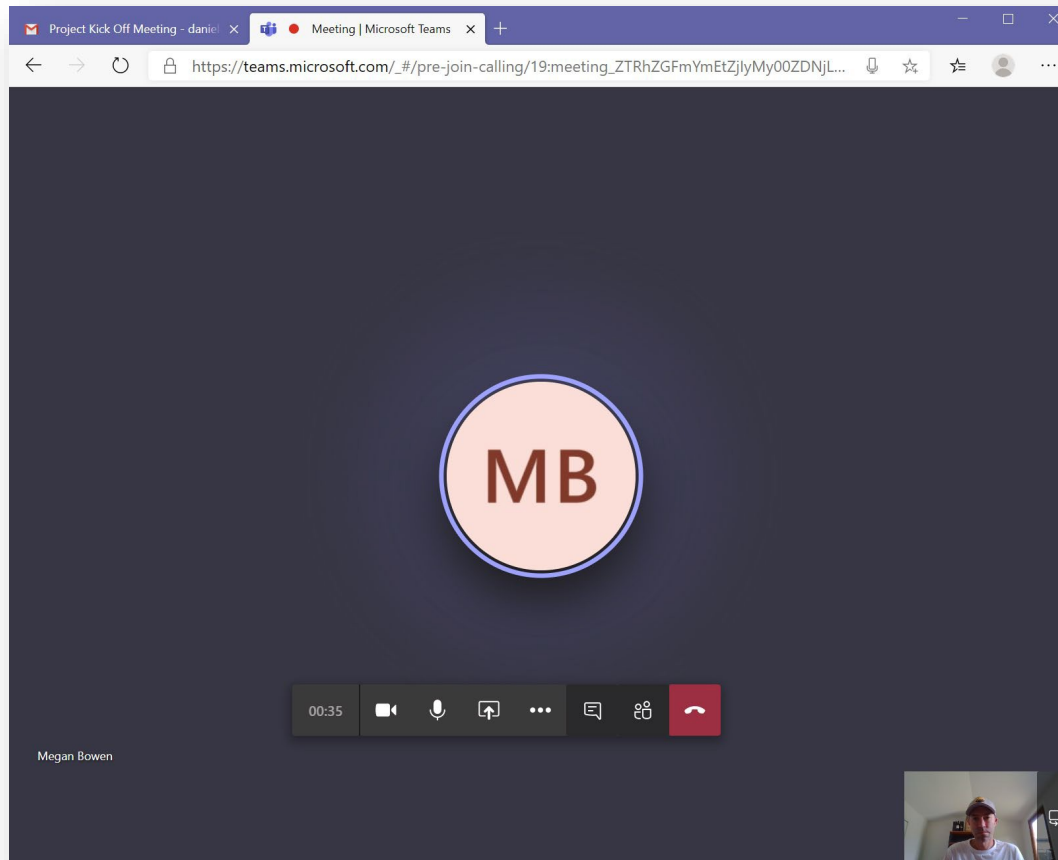 Project Kick Off Meeting - daniel
Meeting | Microsoft Teams
https://teams.microsoft.com/_#/pre-join-calling/19:meeting_ZTRhZGFmYmEtZjIyMy00ZDNjL...
MB
00:35
Megan Bowen